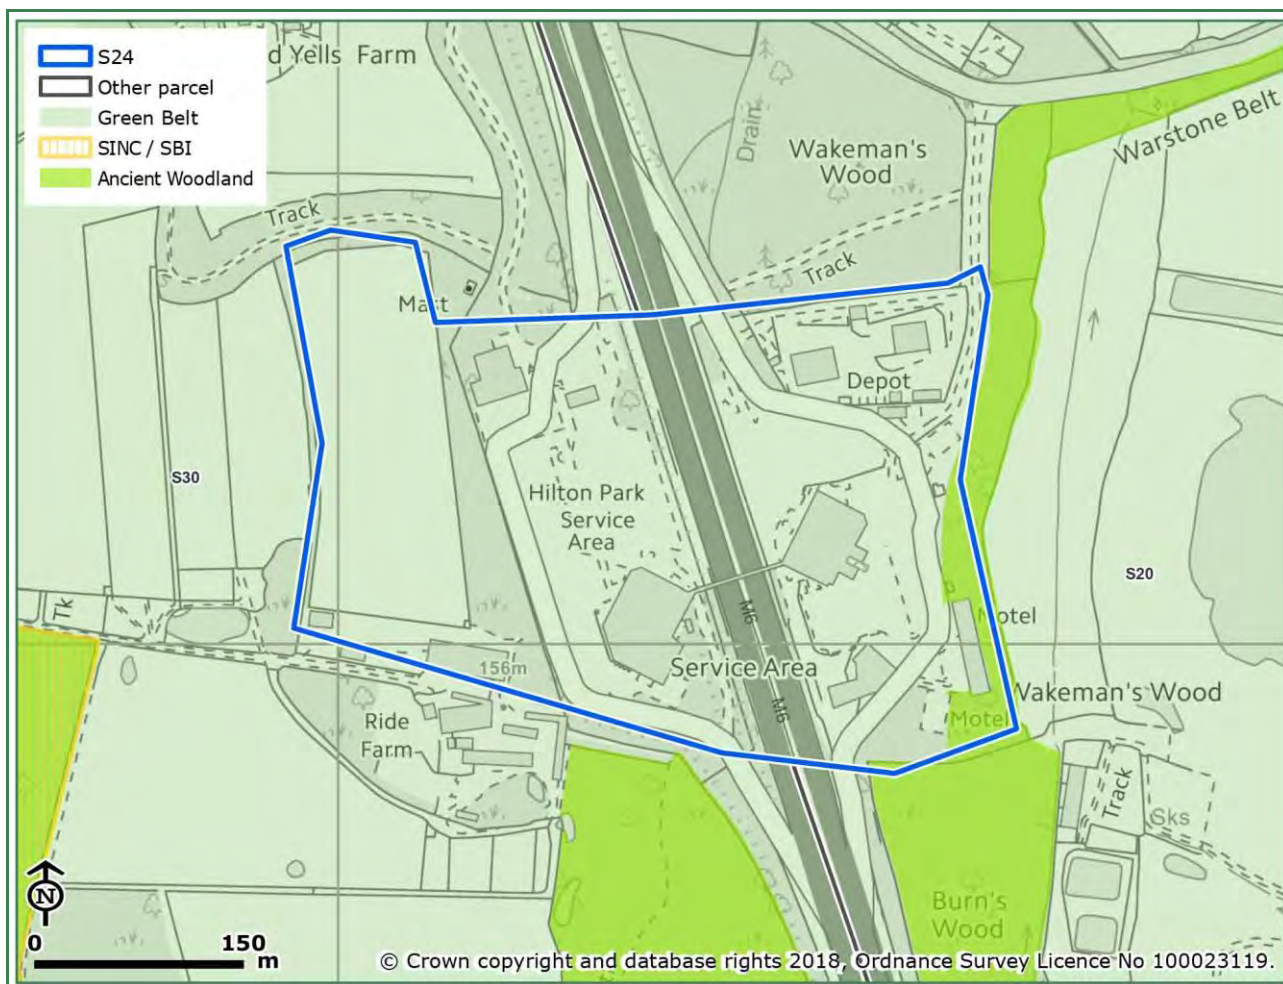 S24
Other parcel
Green Belt
SINC / SBI
Ancient Woodland
d Yells Farm
Drain
Wakeman's
Wood
Warstone Belt
Track
Track
Mast
Depot
S30
Hilton Park
Service
Area
S20
Tk
M6
Motel
156m
Service Area
M6
Wakeman's Wood
Motel
Ride
Farm
Track
Sks
Burn's
Wood
N
0 150
m
© Crown copyright and database rights 2018, Ordnance Survey Licence No 100023119.